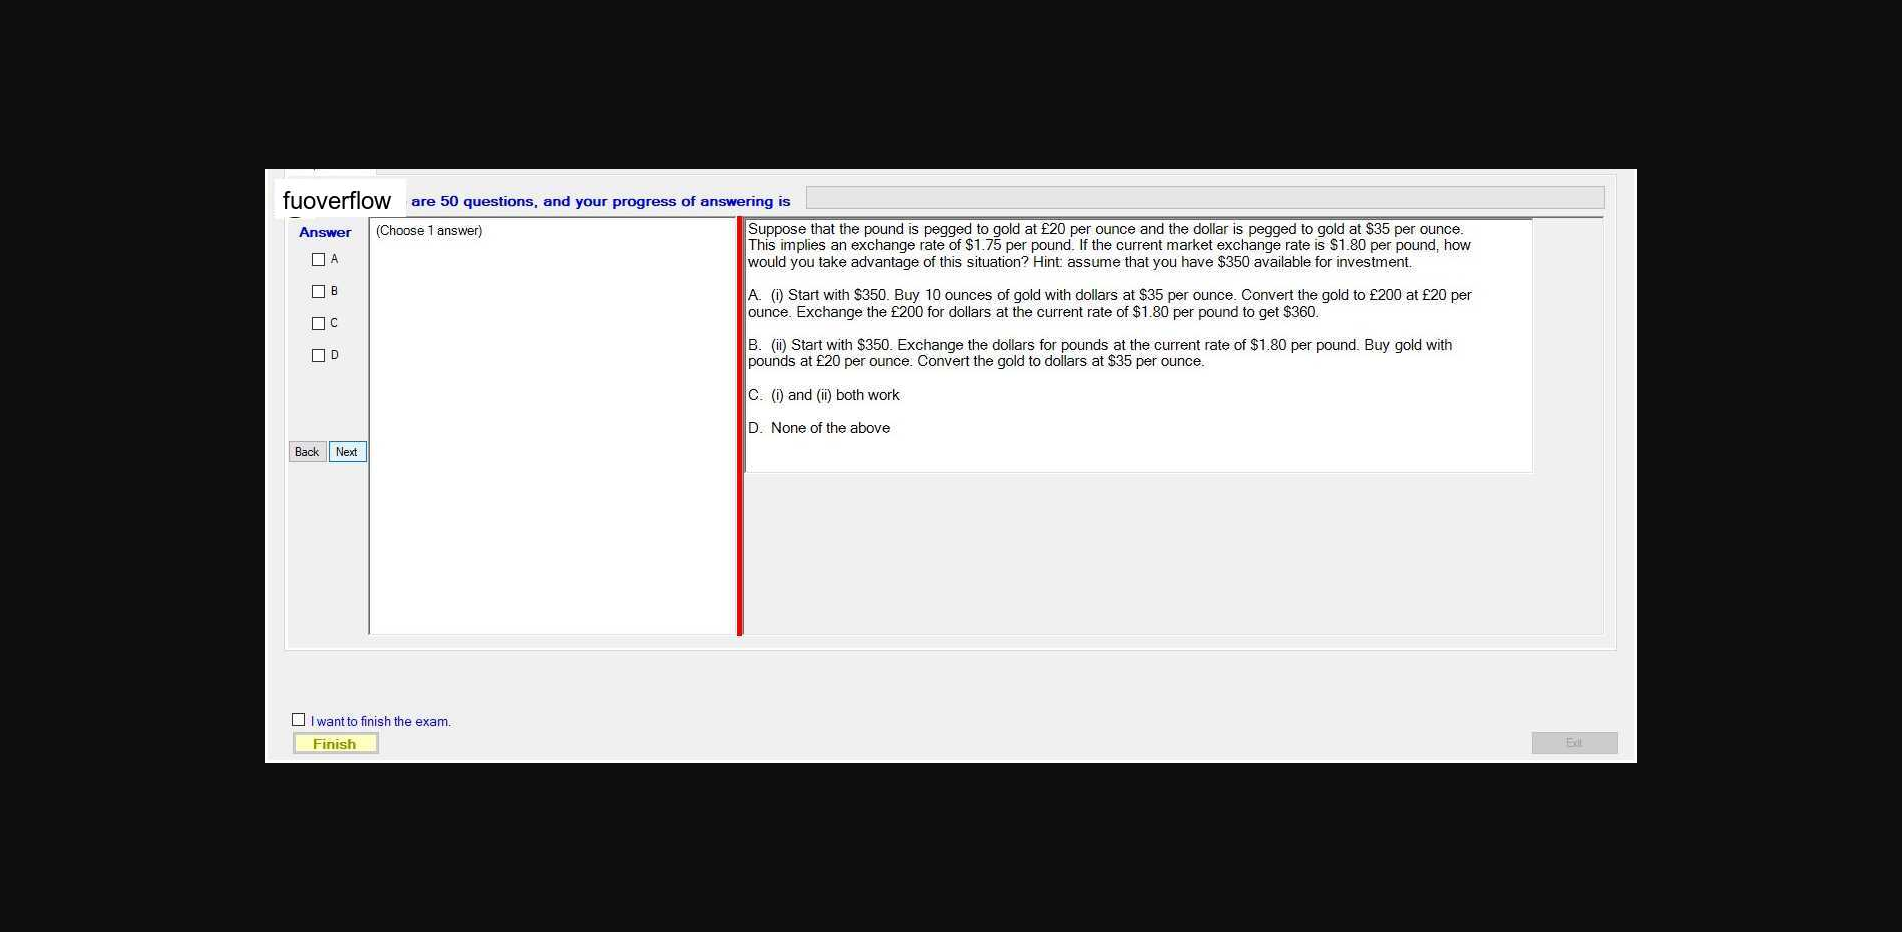 fuoverflow are 50 questions, and your progress of answering is
Answer
(Choose 1 answer)
A
B
C
D
Back Next
Suppose that the pound is pegged to gold at £20 per ounce and the dollar is pegged to gold at $35 per ounce.
This implies an exchange rate of $1.75 per pound. If the current market exchange rate is $1.80 per pound, how
would you take advantage of this situation? Hint: assume that you have $350 available for investment.
A. (i) Start with $350. Buy 10 ounces of gold with dollars at $35 per ounce. Convert the gold to £200 at £20 per
ounce. Exchange the £200 for dollars at the current rate of $1.80 per pound to get $360.
B. (ii) Start with $350. Exchange the dollars for pounds at the current rate of $1.80 per pound. Buy gold with
pounds at £20 per ounce. Convert the gold to dollars at $35 per ounce.
C. (i) and (ii) both work
D. None of the above
I want to finish the exam.
Finish
Exit